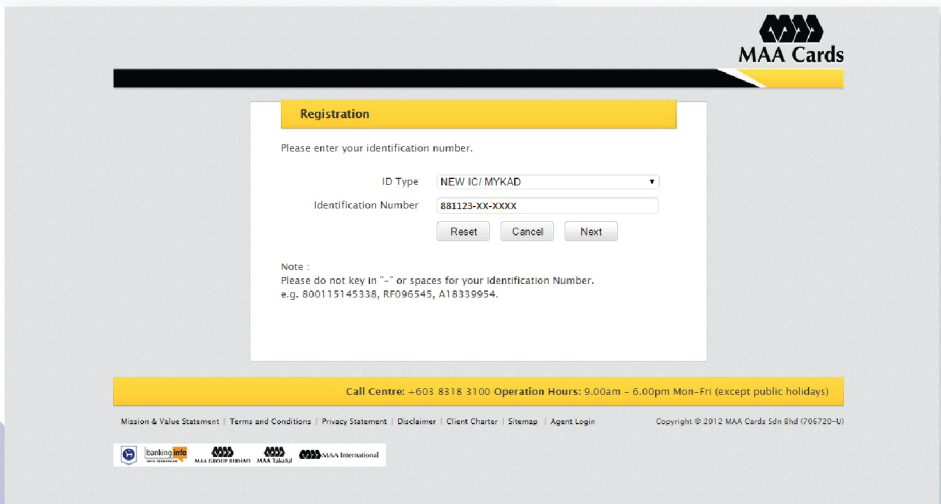 MAA Cards
Registration
Please enter your identification number.
ID Type NEW IC/ MYKAD
Identification Number 881123-XX-XXXX
Reset Cancel Next
Note :
Please do not key in "-" or spaces for your Identification Number.
e.g. 800115145338, RF096545, A18339954.
Call Centre: +603 8318 3100 Operation Hours: 9.00am - 6.00pm Mon-Fri (except public holidays)
Mission & Value Statement | Terms and Conditions | Privacy Statement | Disclaimer | Client Charter | Sitemap | Agent Login Copyright © 2012 MAA Cards Sdn Bhd (706720-U)
bankinginfo MAA GROUP BERHAD MAA Takaful MAA International